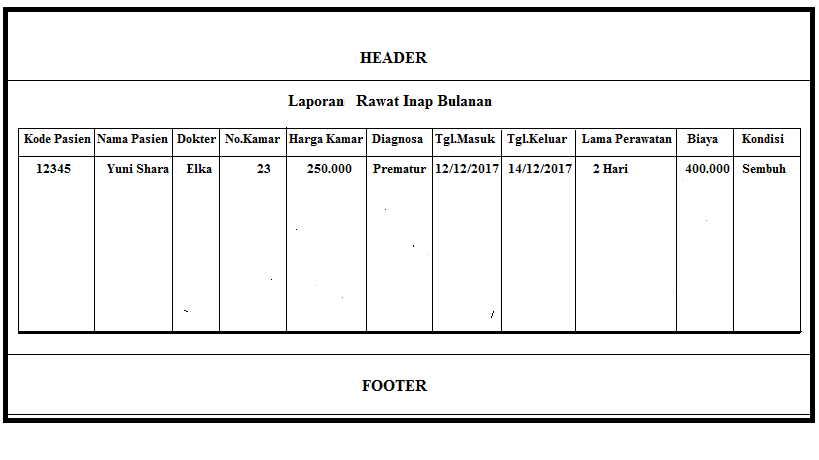 HEADER
Laporan Rawat Inap Bulanan
Kode Pasien Nama Pasien Dokter No.Kamar Harga Kamar Diagnosa Tgl.Masuk Tgl.Keluar Lama Perawatan Biaya Kondisi
12345 Yuni Shara Elka 23 250.000 Prematur 12/12/2017 14/12/2017 2 Hari 400.000 Sembuh
FOOTER